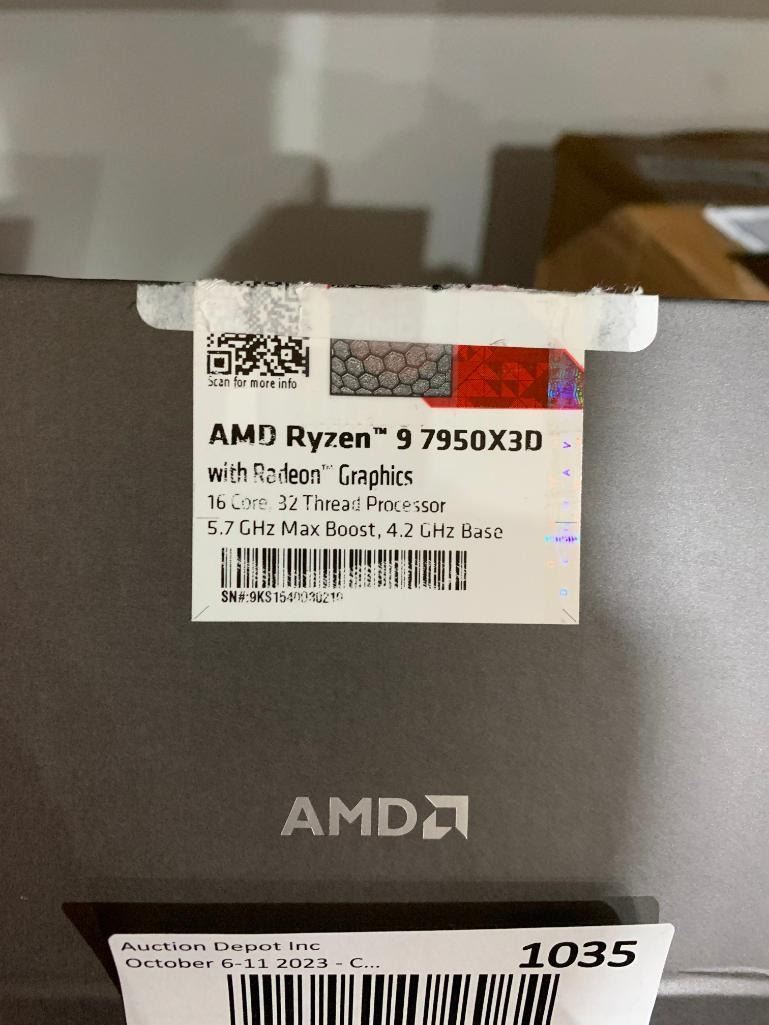 Scan for more info
AMD Ryzen™ 9 7950X3D
with Radeon™ Graphics
16 Core, 32 Thread Processor
5.7 GHz Max Boost, 4.2 GHz Base
AMD
Auction Depot Inc
1035
October 6-11 2023 - C...